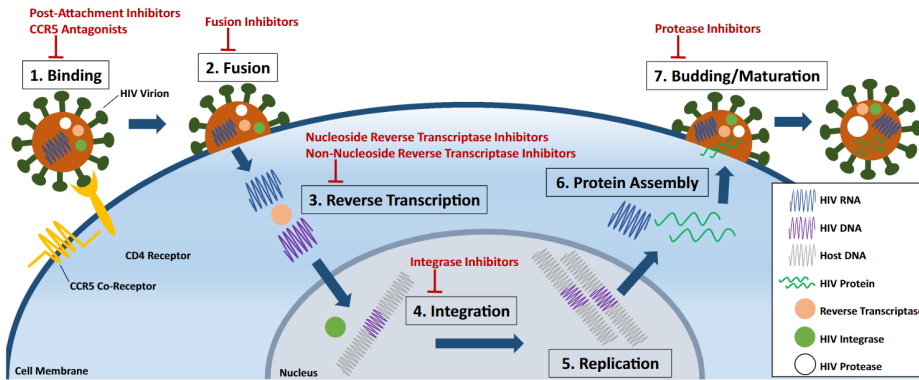 Post-Attachment Inhibitors
CCR5 Antagonists
1. Binding
HIV Virion
Fusion Inhibitors
2. Fusion
Nucleoside Reverse Transcriptase Inhibitors
Non-Nucleoside Reverse Transcriptase Inhibitors
3. Reverse Transcription
CD4 Receptor
CCR5 Co-Receptor
Cell Membrane
Integrase Inhibitors
4. Integration
Nucleus
5. Replication
6. Protein Assembly
Protease Inhibitors
7. Budding/Maturation
HIV RNA
HIV DNA
Host DNA
HIV Protein
Reverse Transcriptase
HIV Integrase
HIV Protease